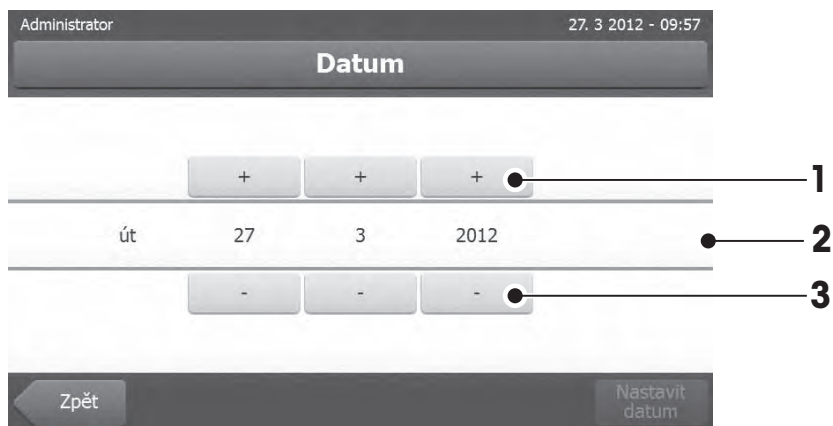 Administrator 27. 3 2012 - 09:57
Datum
+ + + 1
út 27 3 2012 2
- - - 3
Zpět Nastavit
datum